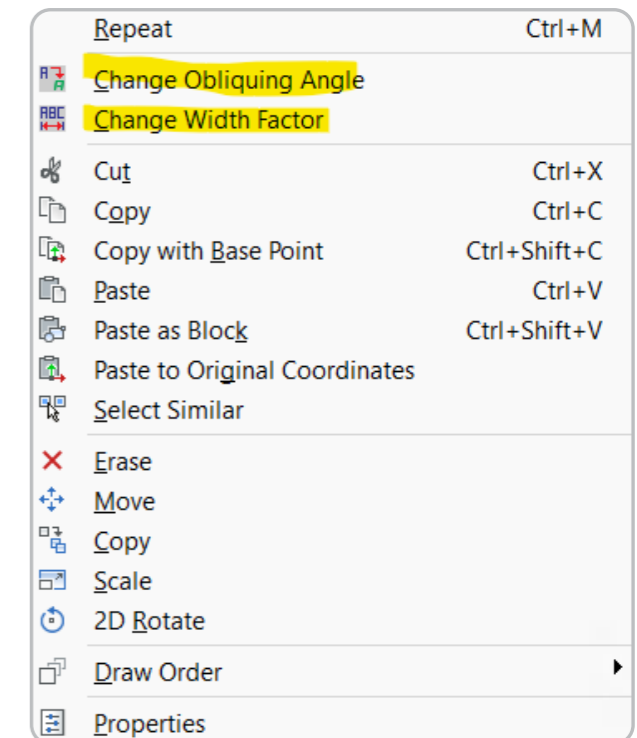 Repeat Ctrl+M
Change Obliquing Angle
Change Width Factor
Cut Ctrl+X
Copy Ctrl+C
Copy with Base Point Ctrl+Shift+C
Paste Ctrl+V
Paste as Block Ctrl+Shift+V
Paste to Original Coordinates
Select Similar
Erase
Move
Copy
Scale
2D Rotate
Draw Order
Properties